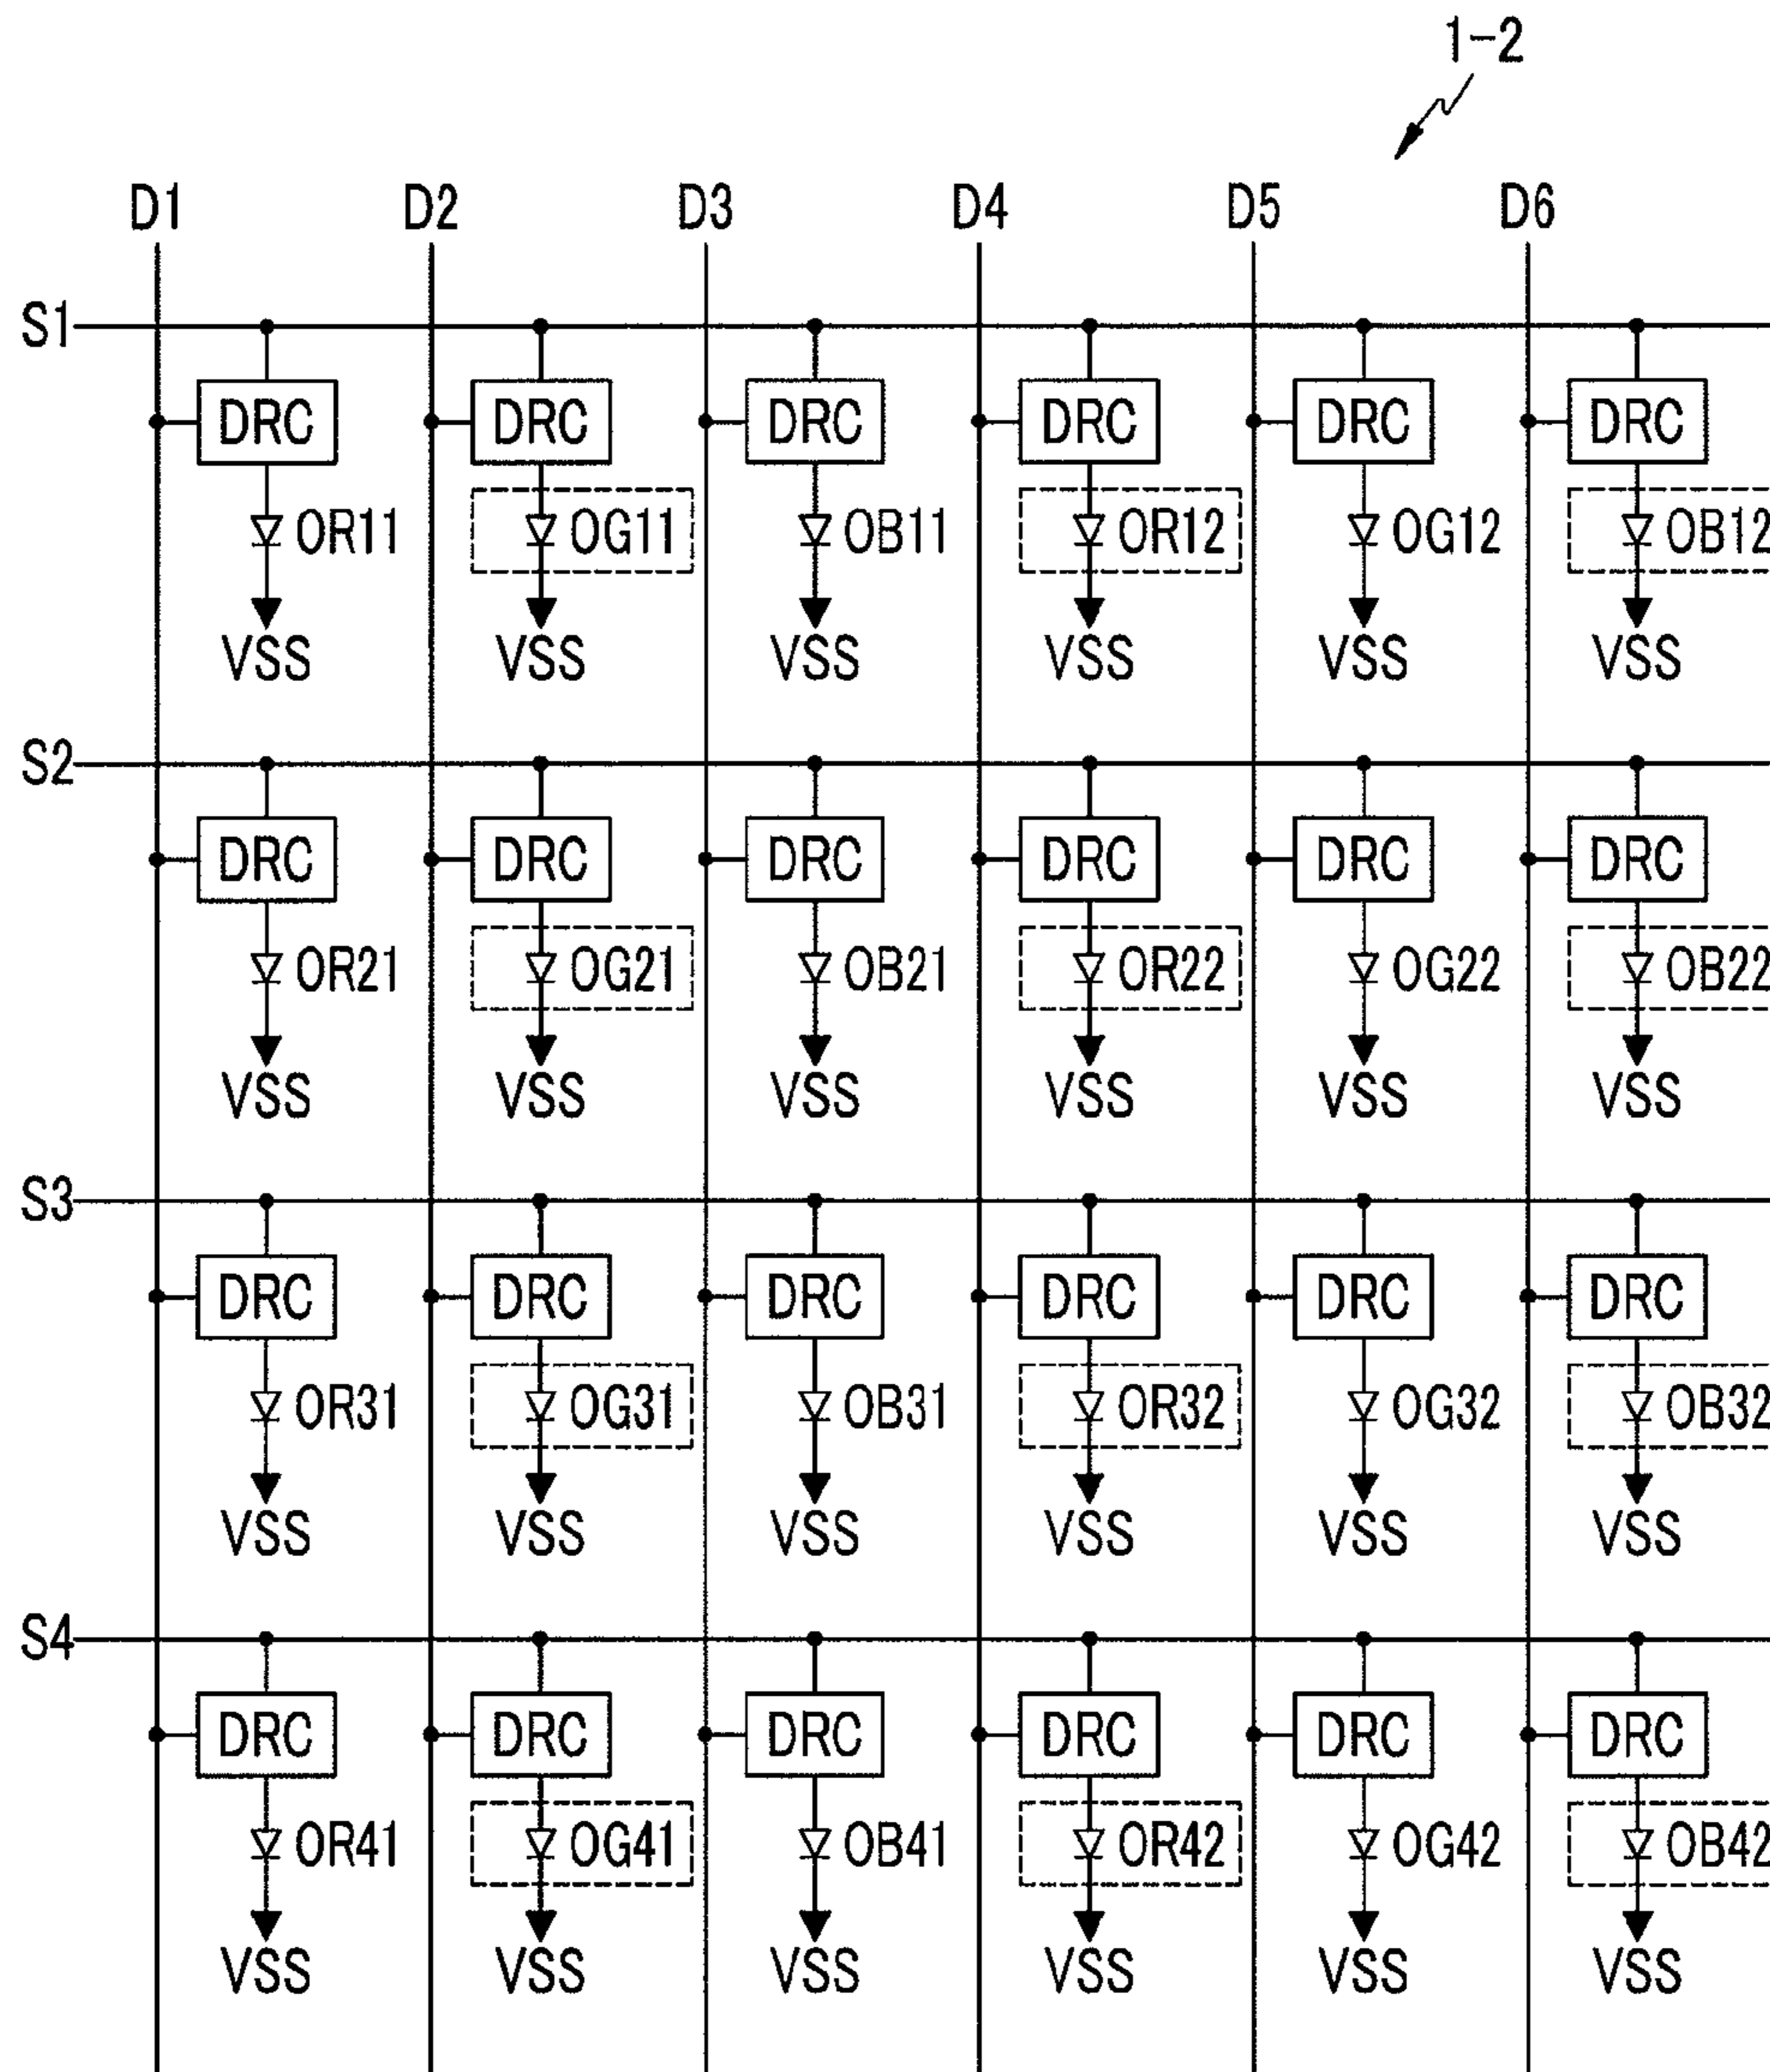 1-2
D1 D2 D3 D4 D5 D6
S1
DRC DRC DRC DRC DRC DRC
OR11 OG11 OB11 OR12 OG12 OB12
VSS VSS VSS VSS VSS VSS
S2
DRC DRC DRC DRC DRC DRC
OR21 OG21 OB21 OR22 OG22 OB22
VSS VSS VSS VSS VSS VSS
S3
DRC DRC DRC DRC DRC DRC
OR31 OG31 OB31 OR32 OG32 OB32
VSS VSS VSS VSS VSS VSS
S4
DRC DRC DRC DRC DRC DRC
OR41 OG41 OB41 OR42 OG42 OB42
VSS VSS VSS VSS VSS VSS